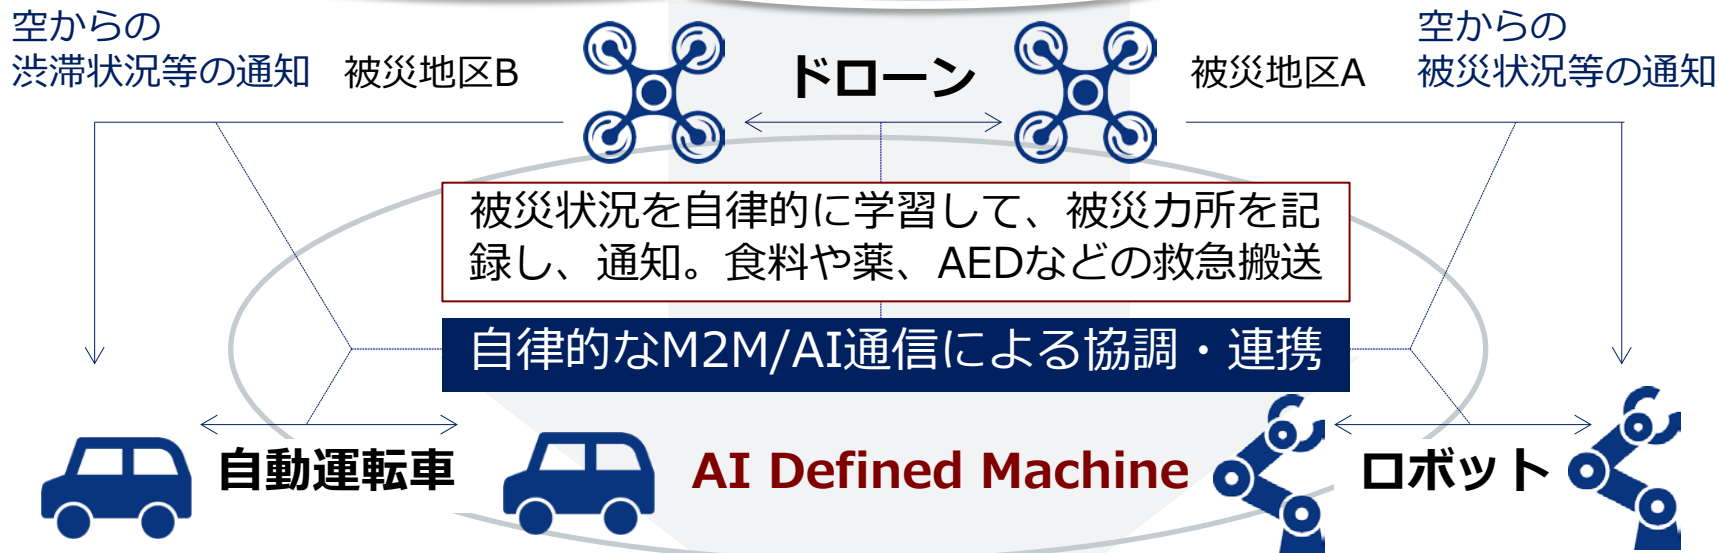 空からの
渋滞状況等の通知
被災地区B
ドローン
被災地区A
空からの
被災状況等の通知
被災状況を自律的に学習して、被災力所を記
録し、通知。食料や薬、AEDなどの救急搬送
自律的なM2M/AI通信による協調・連携
自動運転車
AI Defined Machine
ロボット